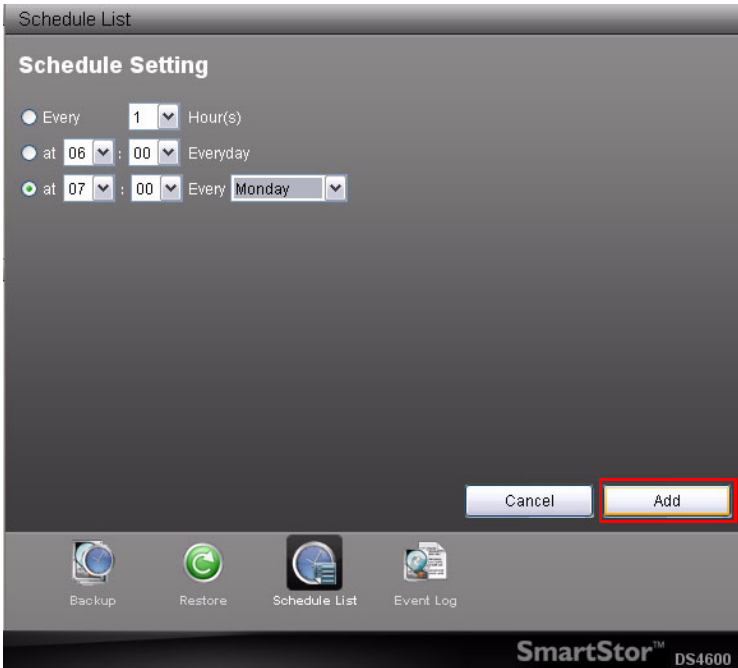 Schedule List
Schedule Setting
Every 1 Hour(s)
at 06 : 00 Everyday
at 07 : 00 Every Monday
Cancel Add
Backup Restore Schedule List Event Log
SmartStor™ DS4600